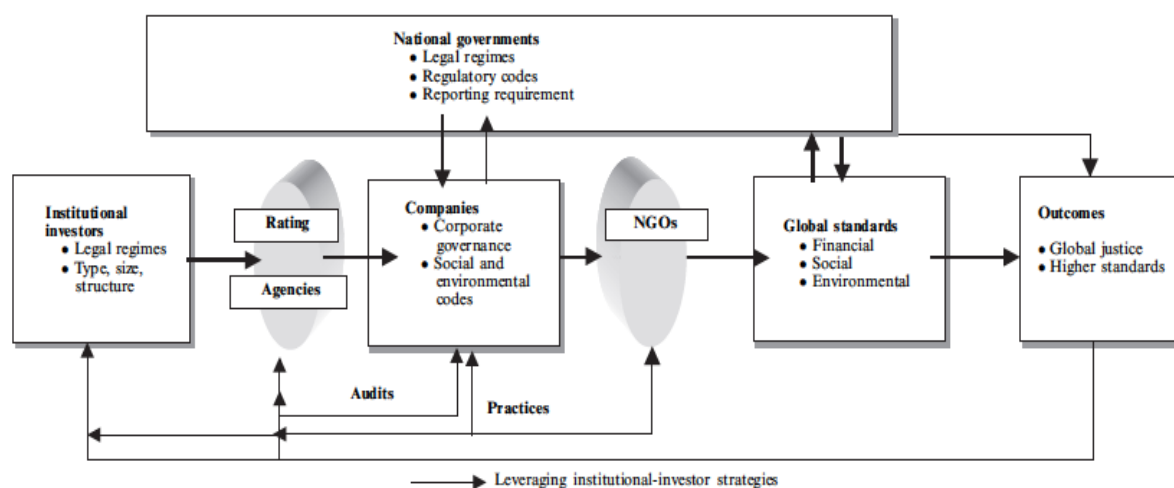 National governments
• Legal regimes
• Regulatory codes
• Reporting requirement
Institutional
investors
• Legal regimes
• Type, size,
structure
Rating
Agencies
Companies
• Corporate
governance
• Social and
environmental
codes
NGOs
Global standards
• Financial
• Social
• Environmental
Outcomes
• Global justice
• Higher standards
Audits
Practices
Leveraging institutional-investor strategies